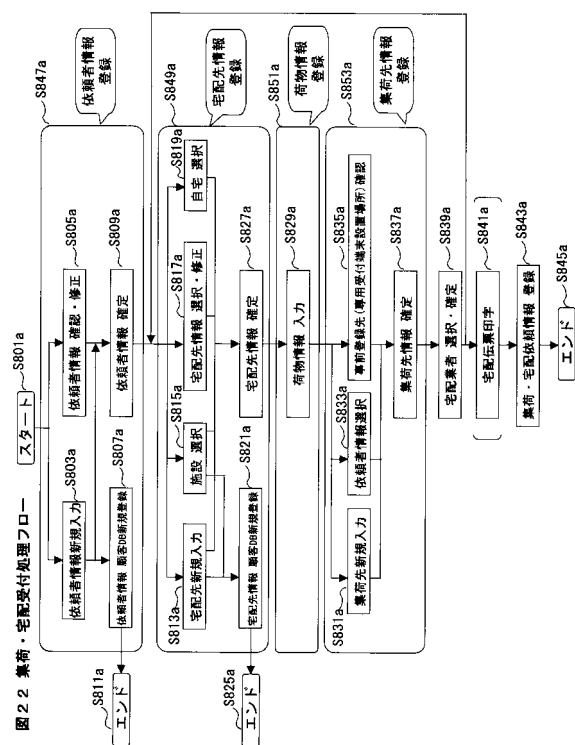 図22 集荷・宅配受付処理フロー
S801a
スタート
S847a
依頼者情報
登録
S803a
依頼者情報新規入力
S805a
依頼者情報 確認・修正
S807a
依頼者情報 顧客DB新規登録
S809a
依頼者情報 確定
S811a
エンド
S849a
宅配先情報
登録
S813a
宅配先新規入力
S815a
施設 選択
S817a
宅配先情報 選択・修正
S819a
自宅 選択
S821a
宅配先情報 顧客DB新規登録
S827a
宅配先情報 確定
S825a
エンド
S851a
荷物情報
登録
S829a
荷物情報 入力
S853a
集荷先情報
登録
S831a
集荷先新規入力
S833a
依頼者情報選択
S835a
事前登録先(専用受付端末設置場所)確認
S837a
集荷先情報 確定
S839a
宅配業者 選択・確定
S841a
宅配伝票印字
S843a
集荷・宅配依頼情報 登録
S845a
エンド